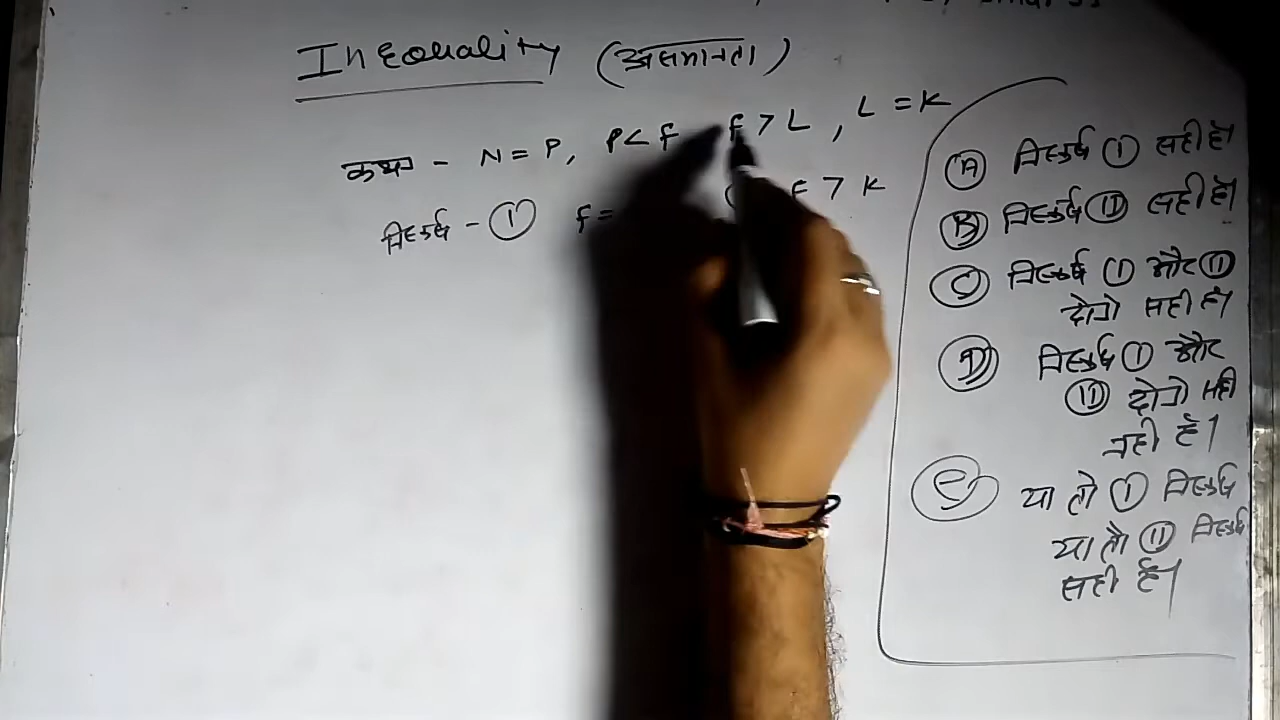 Inequality (असमानता)
कथन - N = P, P < F F > L, L = K
निष्कर्ष - (I) F = F > K
(A) निष्कर्ष (I) सही है।
(B) निष्कर्ष (II) सही है।
(C) निष्कर्ष (I) और (II)
दोनो सही है।
(D) निष्कर्ष (I) और
(II) दोनो सही
नही है।
(E) या तो (I) निष्कर्ष
या तो (II) निष्कर्ष
सही है।